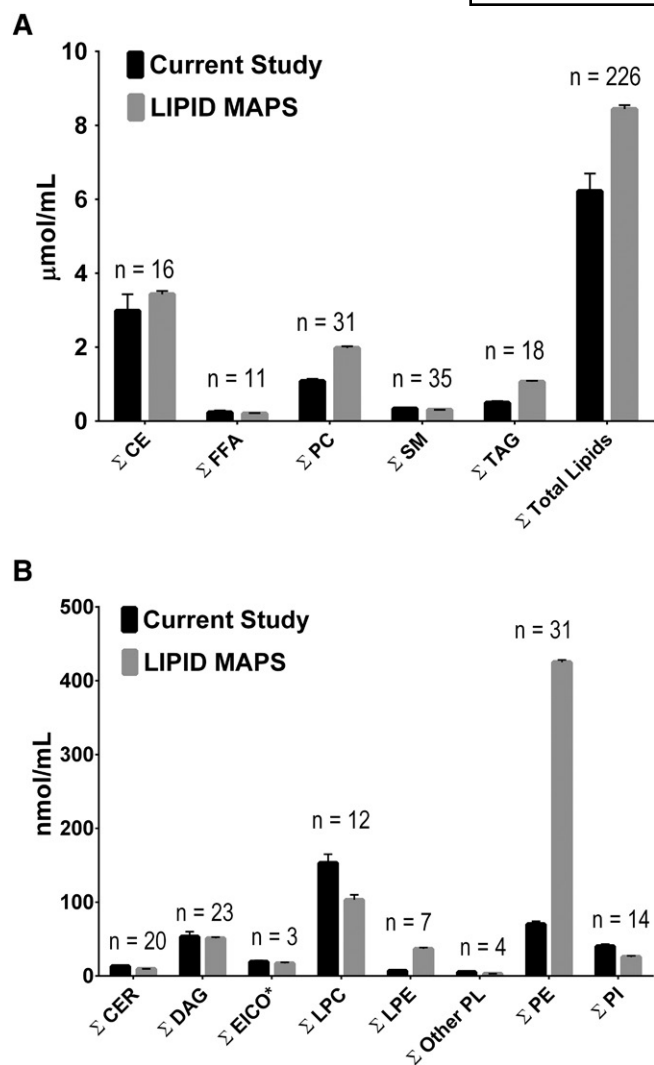 A
10
8
6
4
2
0
μmol/mL
Current Study
LIPID MAPS
n = 16
n = 11
n = 31
n = 35
n = 18
n = 226
Σ CE
Σ FFA
Σ PC
Σ SM
Σ TAG
Σ Total Lipids
B
500
400
300
200
100
0
nmol/mL
Current Study
LIPID MAPS
n = 20
n = 23
n = 3
n = 12
n = 7
n = 4
n = 31
n = 14
Σ CER
Σ DAG
Σ EICO*
Σ LPC
Σ LPE
Σ Other PL
Σ PE
Σ PI